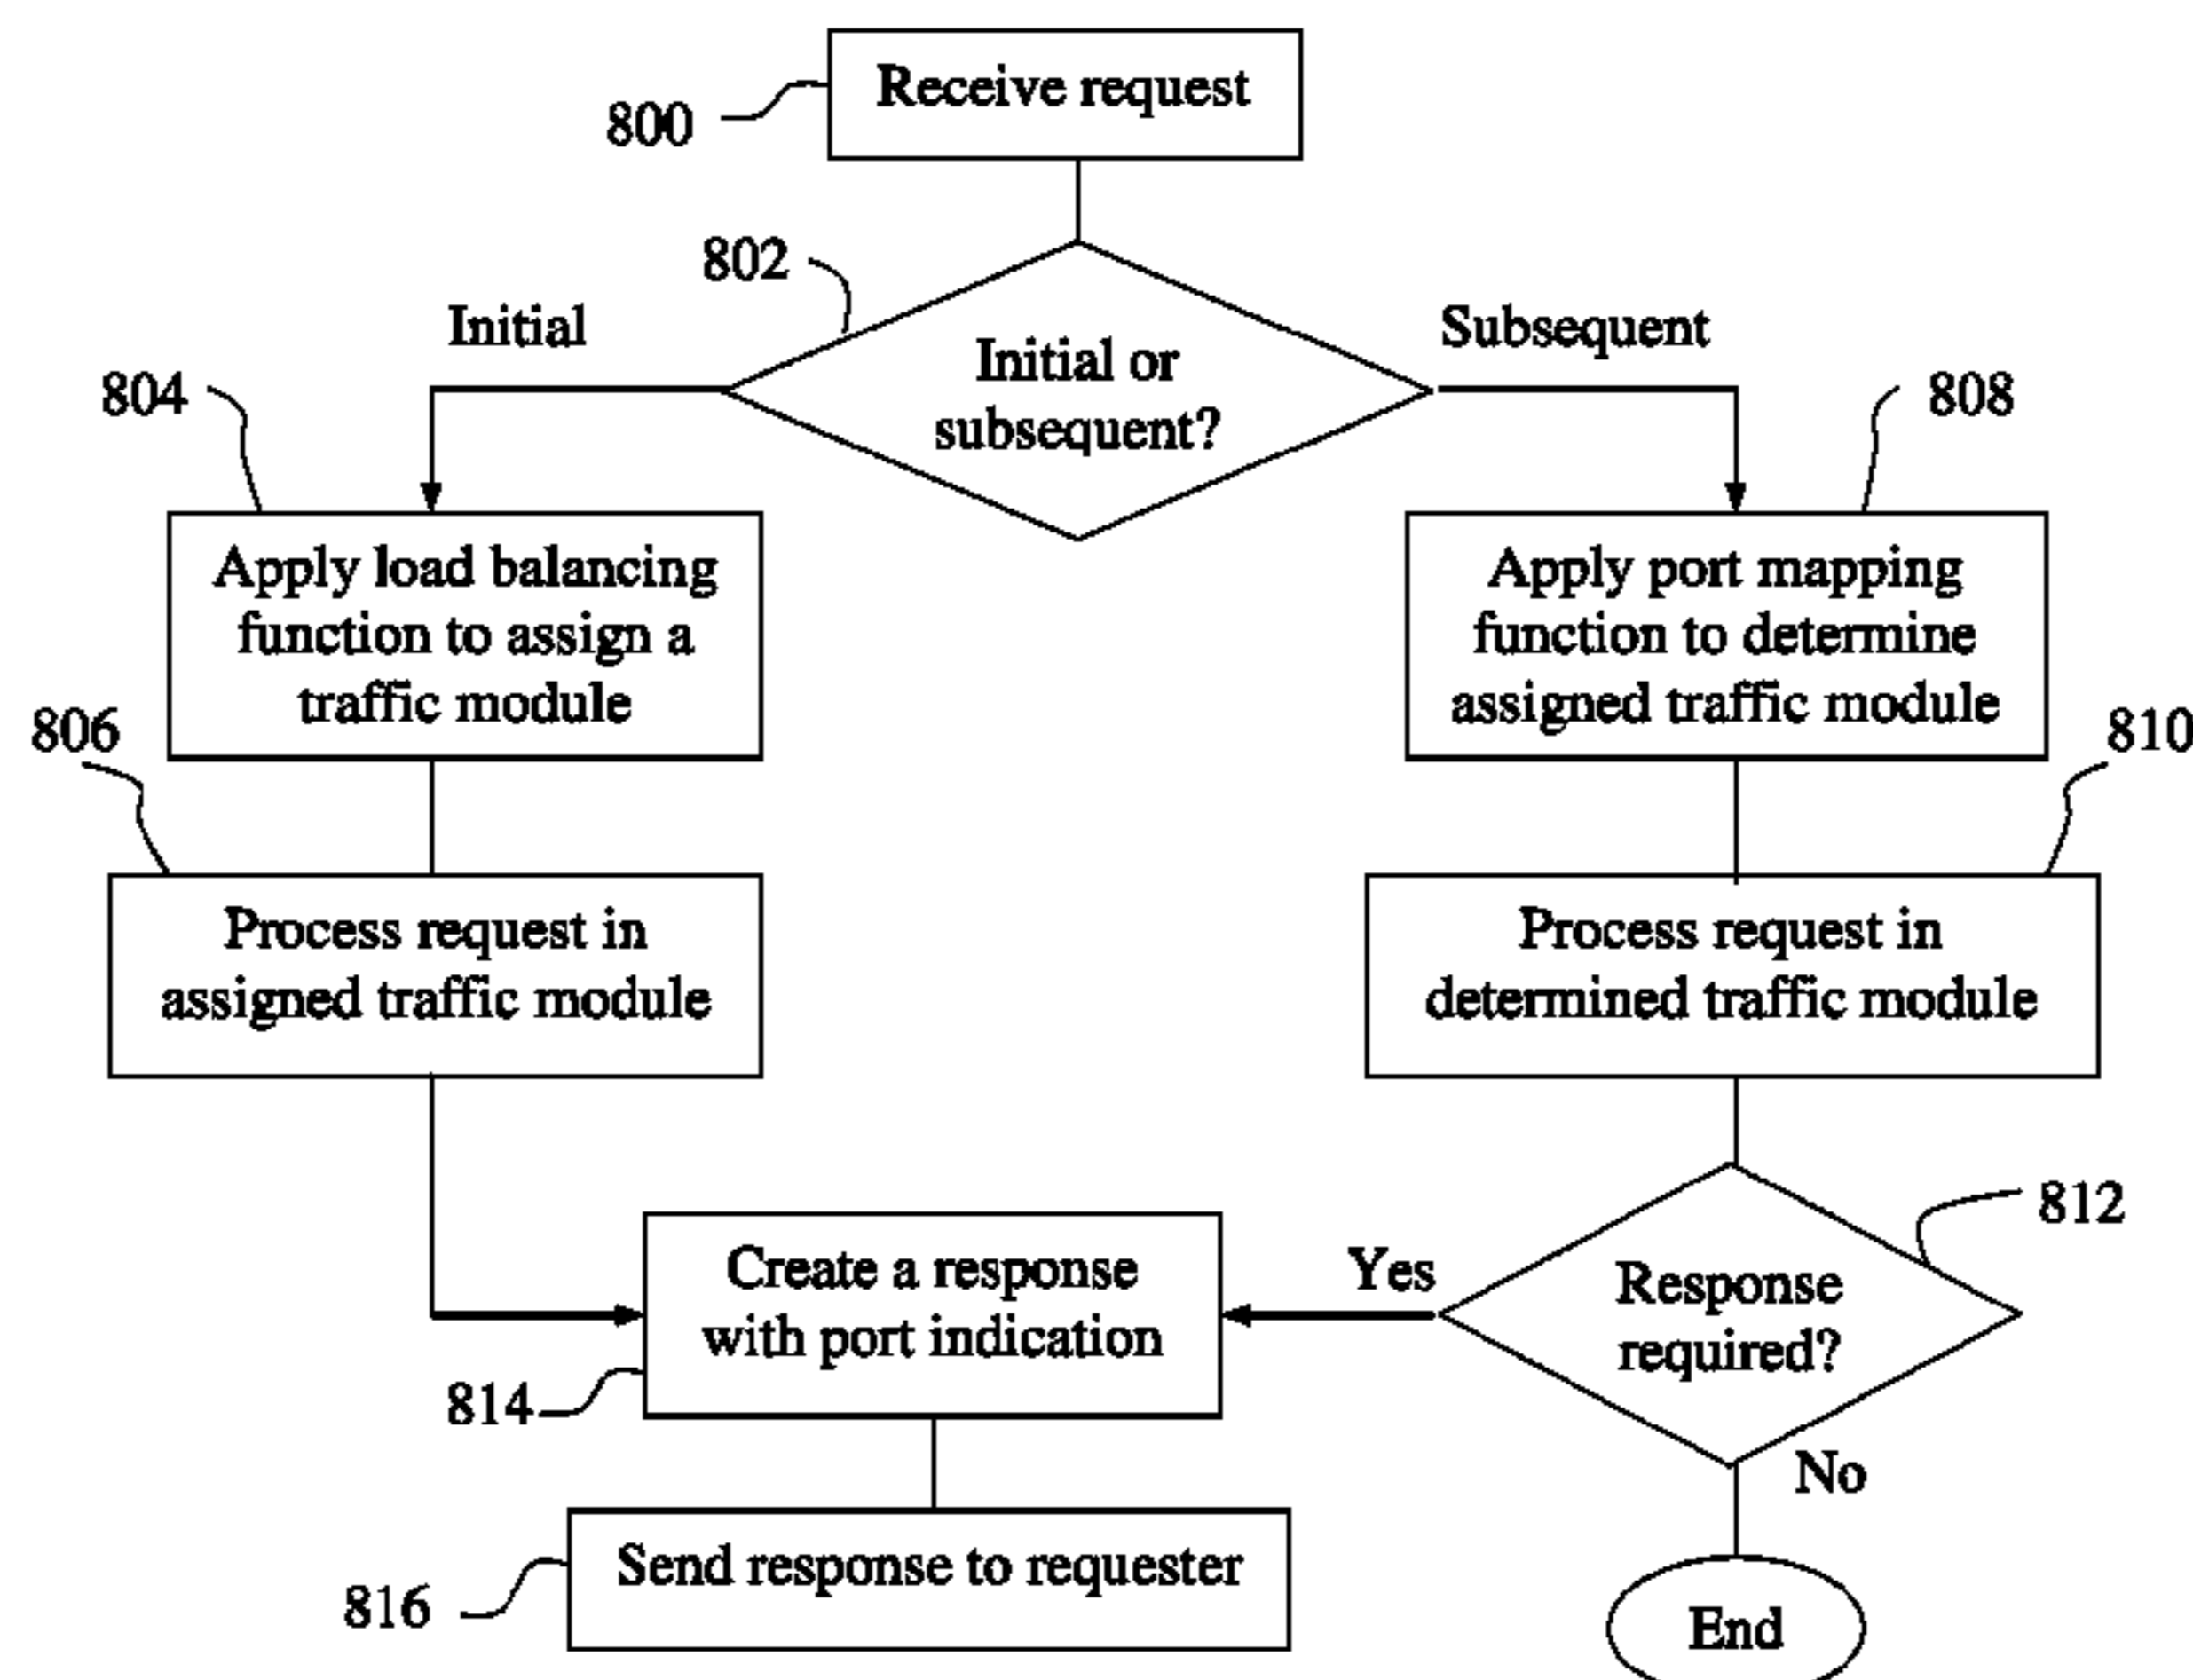 Receive request
800
802
Initial
Subsequent
Initial or
subsequent?
804
808
Apply load balancing
function to assign a
traffic module
Apply port mapping
function to determine
assigned traffic module
806
810
Process request in
assigned traffic module
Process request in
determined traffic module
812
Create a response
with port indication
Yes
Response
required?
814
No
Send response to requester
816
End